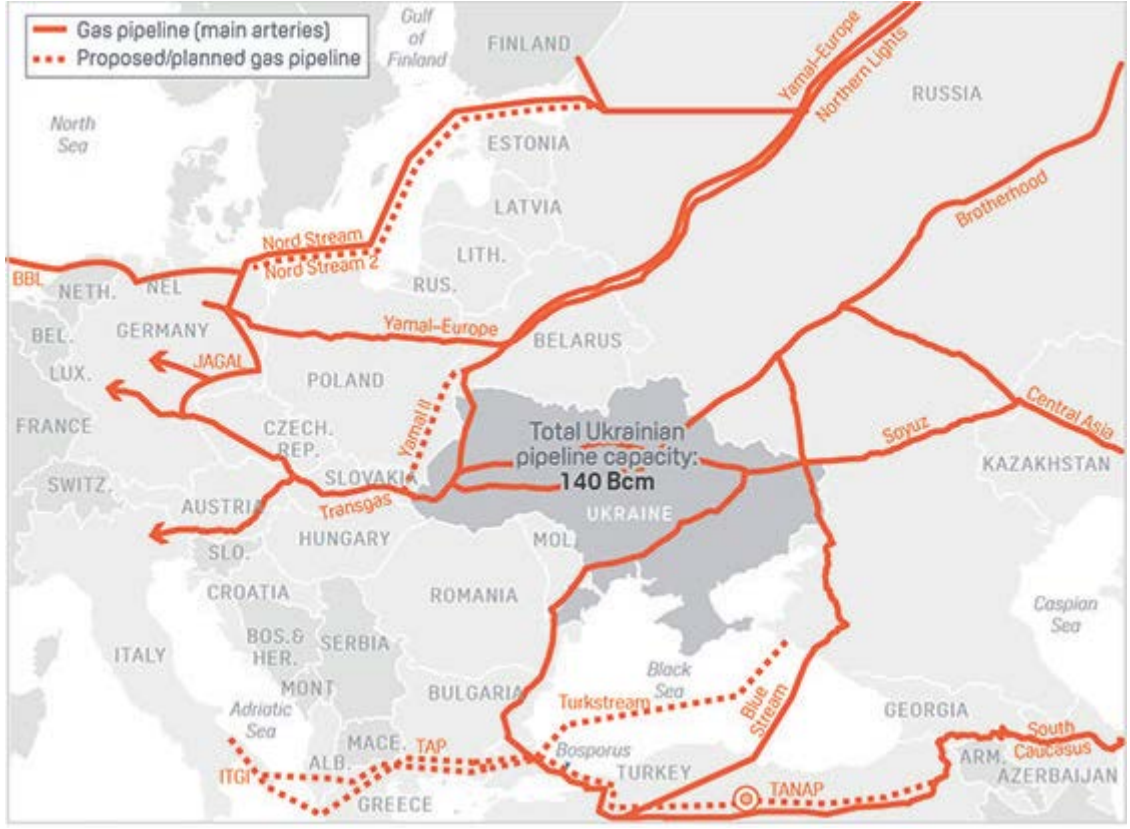 Gas pipeline (main arteries)
Proposed/planned gas pipeline
Gulf
of
Finland
FINLAND
Yamal-Europe
Northern Lights
RUSSIA
North
Sea
ESTONIA
LATVIA
Brotherhood
Nord Stream
Nord Stream 2
LITH.
RUS.
BBL
NETH.
NEL
GERMANY
Yamal-Europe
BELARUS
BEL.
LUX.
JAGAL
POLAND
Yamal II
FRANCE
CZECH.
REP.
Total Ukrainian
pipeline capacity:
140 Bcm
Soyuz
Central Asia
KAZAKHSTAN
SWITZ.
SLOVAKIA
AUSTRIA
Transgas
UKRAINE
HUNGARY
MOL.
SLO.
CROATIA
ROMANIA
Caspian
Sea
ITALY
BOS.&
HER.
SERBIA
MONT
Black
Sea
BULGARIA
Turkstream
Blue
Stream
GEORGIA
Adriatic
Sea
MACE.
ALB.
TAP
ITGI
GREECE
Bosporus
TURKEY
TANAP
South
Caucasus
ARM.
AZERBAIJAN